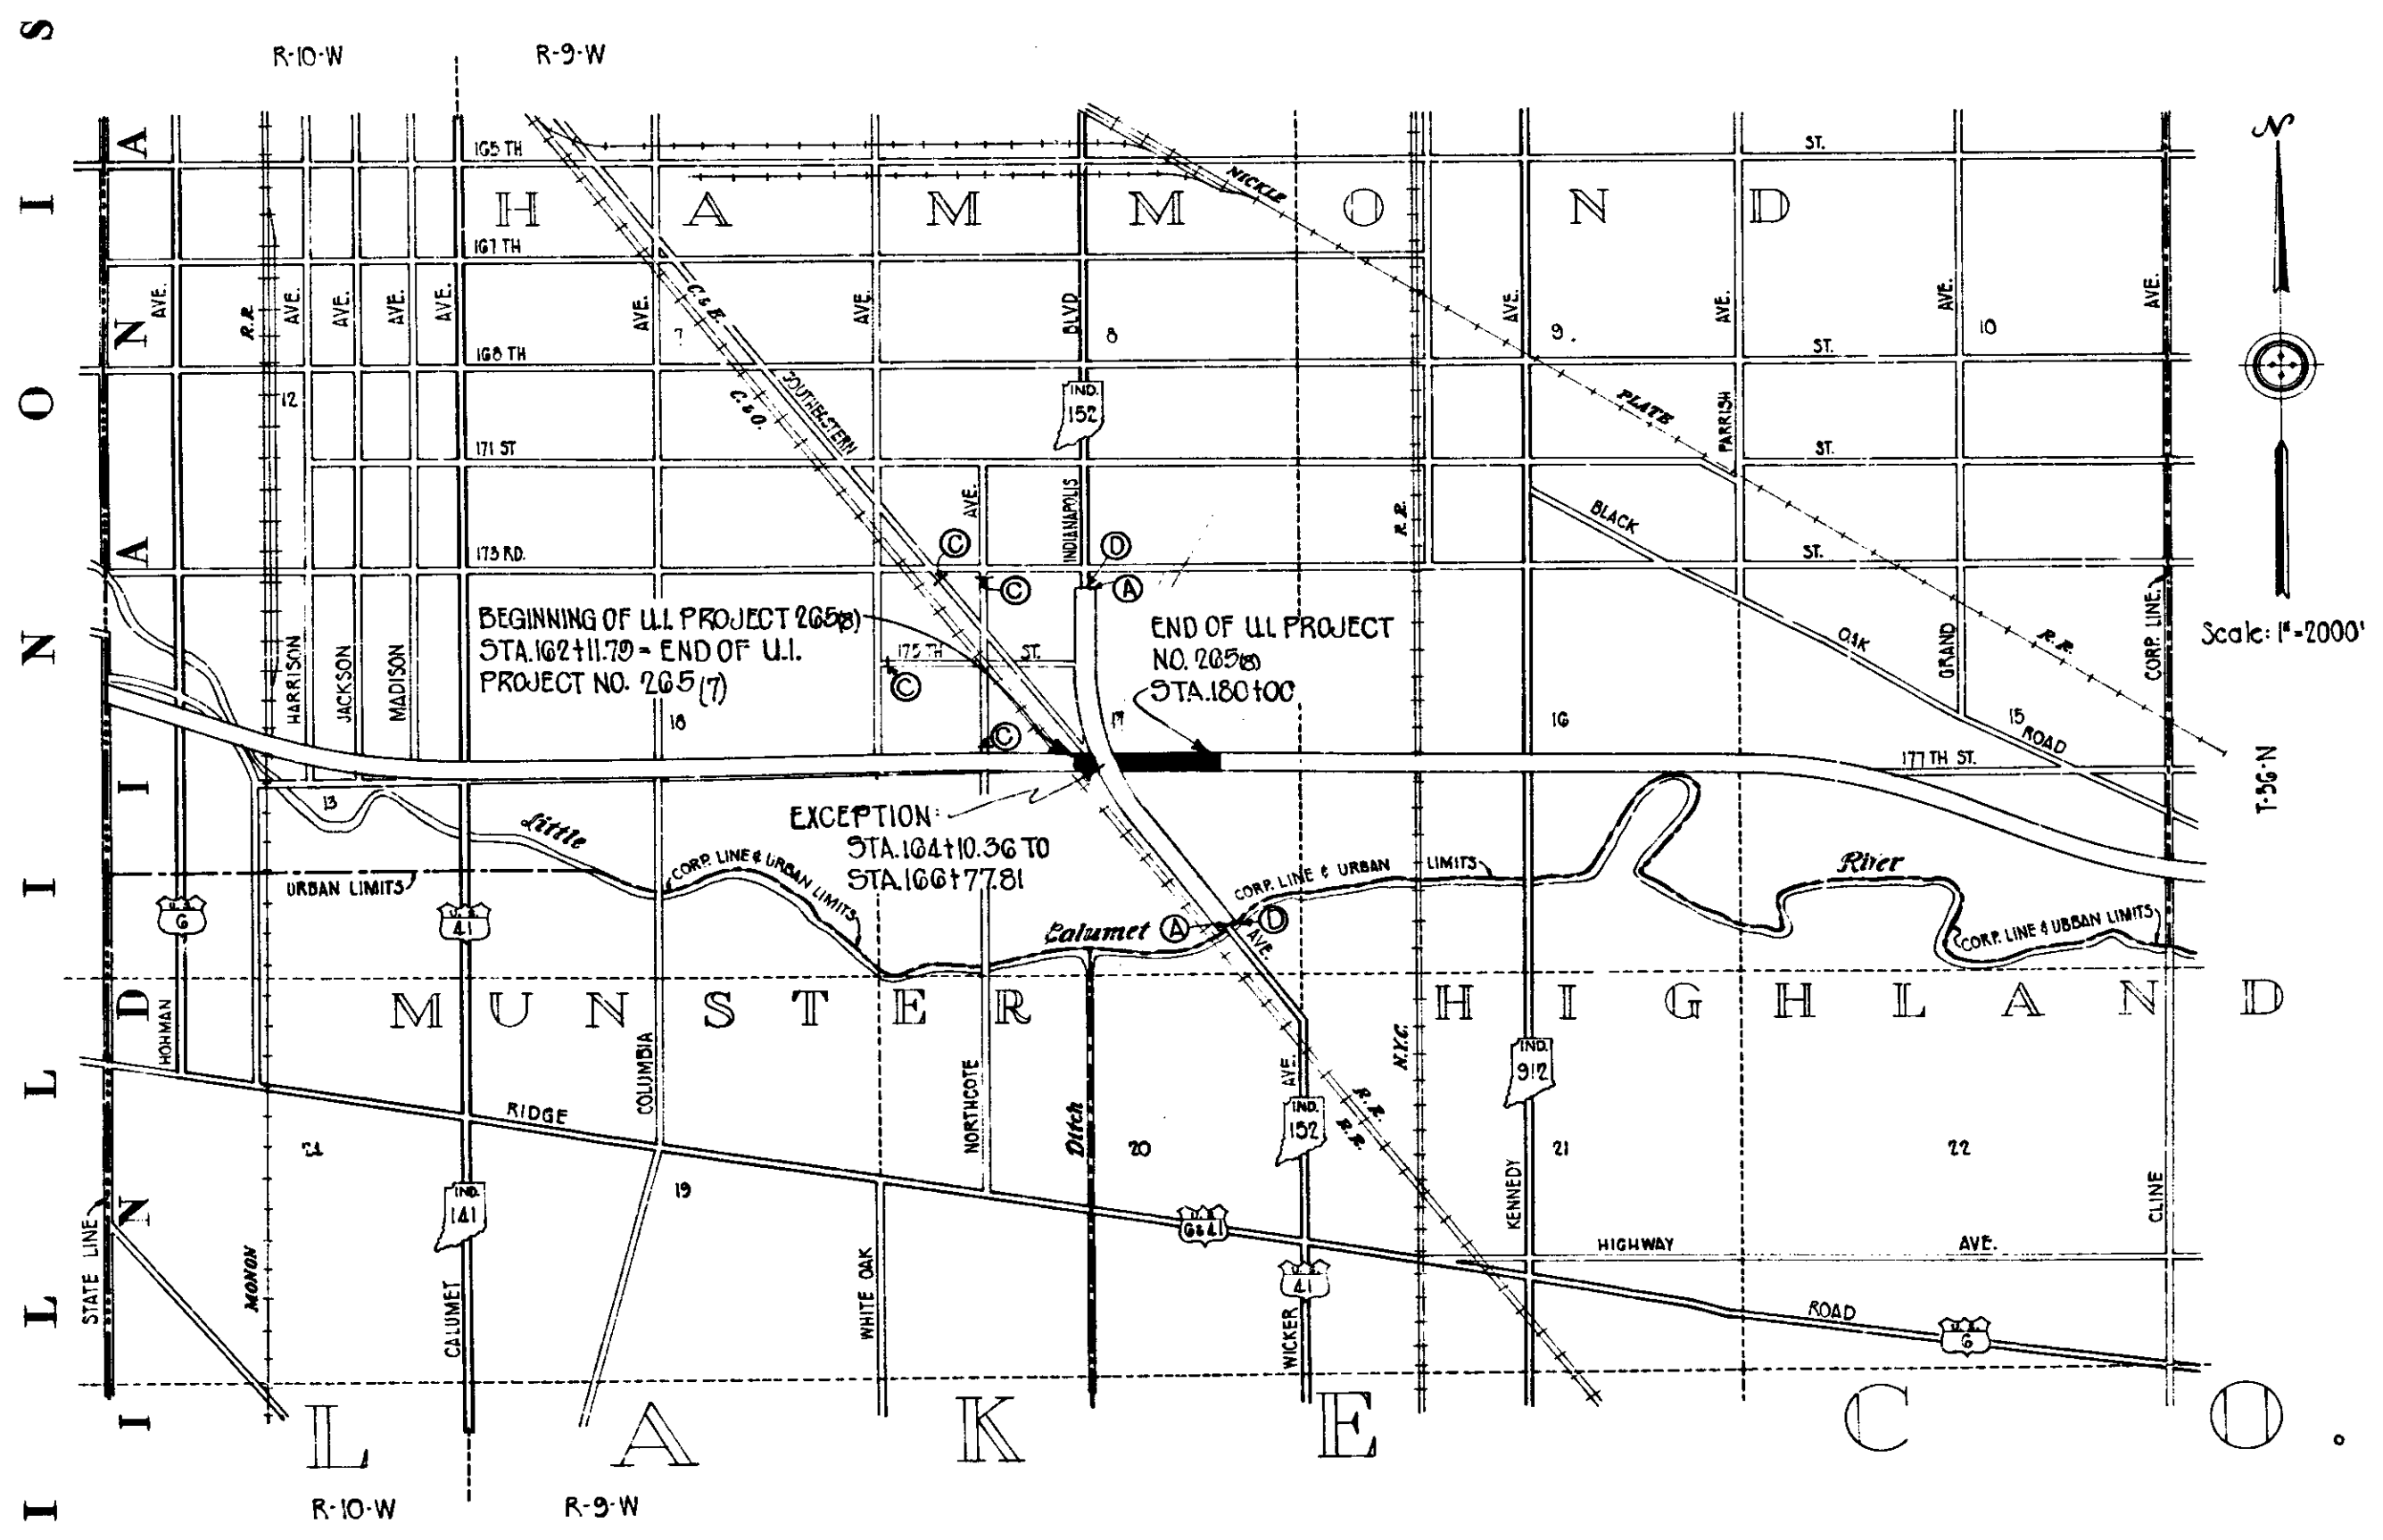 R-10-W
R-9-W
ILLINOIS
INDIANA
N
165 TH
ST.
NICKLE
HAMMOND
167 TH
AVE.
R.R.
AVE.
AVE.
AVE.
AVE.
AVE.
C. & E.
AVE.
BLVD
AVE.
AVE.
AVE.
AVE.
7
8
9.
10
168 TH
ST.
SOUTHEASTERN
C. & O.
IND.
152
12
PLATE
PARRISH
171 ST
ST.
AVE.
INDIANAPOLIS
R.R.
BLACK
173 RD.
C
D
ST.
C
A
CORP. LINE
BEGINNING OF U.I. PROJECT 265(8)
STA.162+11.79 = END OF U.I.
PROJECT NO. 265(7)
END OF U.I. PROJECT
NO. 265(8)
STA.180+00
Scale: 1"=2000'
OAK
GRAND
R.R.
175 TH
ST.
C
HARRISON
JACKSON
MADISON
18
17
16
15
ROAD
C
177 TH ST.
T-36-N
13
Little
EXCEPTION:
STA.164+10.36 TO
STA.166+77.81
CORP. LINE & URBAN LIMITS
CORP. LINE & URBAN LIMITS
River
URBAN LIMITS
U.S.
6
U.S.
41
Calumet
A
D
AVE.
CORP. LINE & URBAN LIMITS
MUNSTER
HIGHLAND
HOHMAN
COLUMBIA
NORTHCOTE
AVE.
N.Y.C.
IND.
912
RIDGE
Ditch
IND.
152
R.R.
R.R.
24
19
20
21
22
IND.
141
U.S.
6&41
KENNEDY
CLINE
STATE LINE
MONON
CALUMET
WHITE OAK
WICKER
U.S.
41
HIGHWAY
AVE.
ROAD
U.S.
6
LAKE CO.
R-10-W
R-9-W